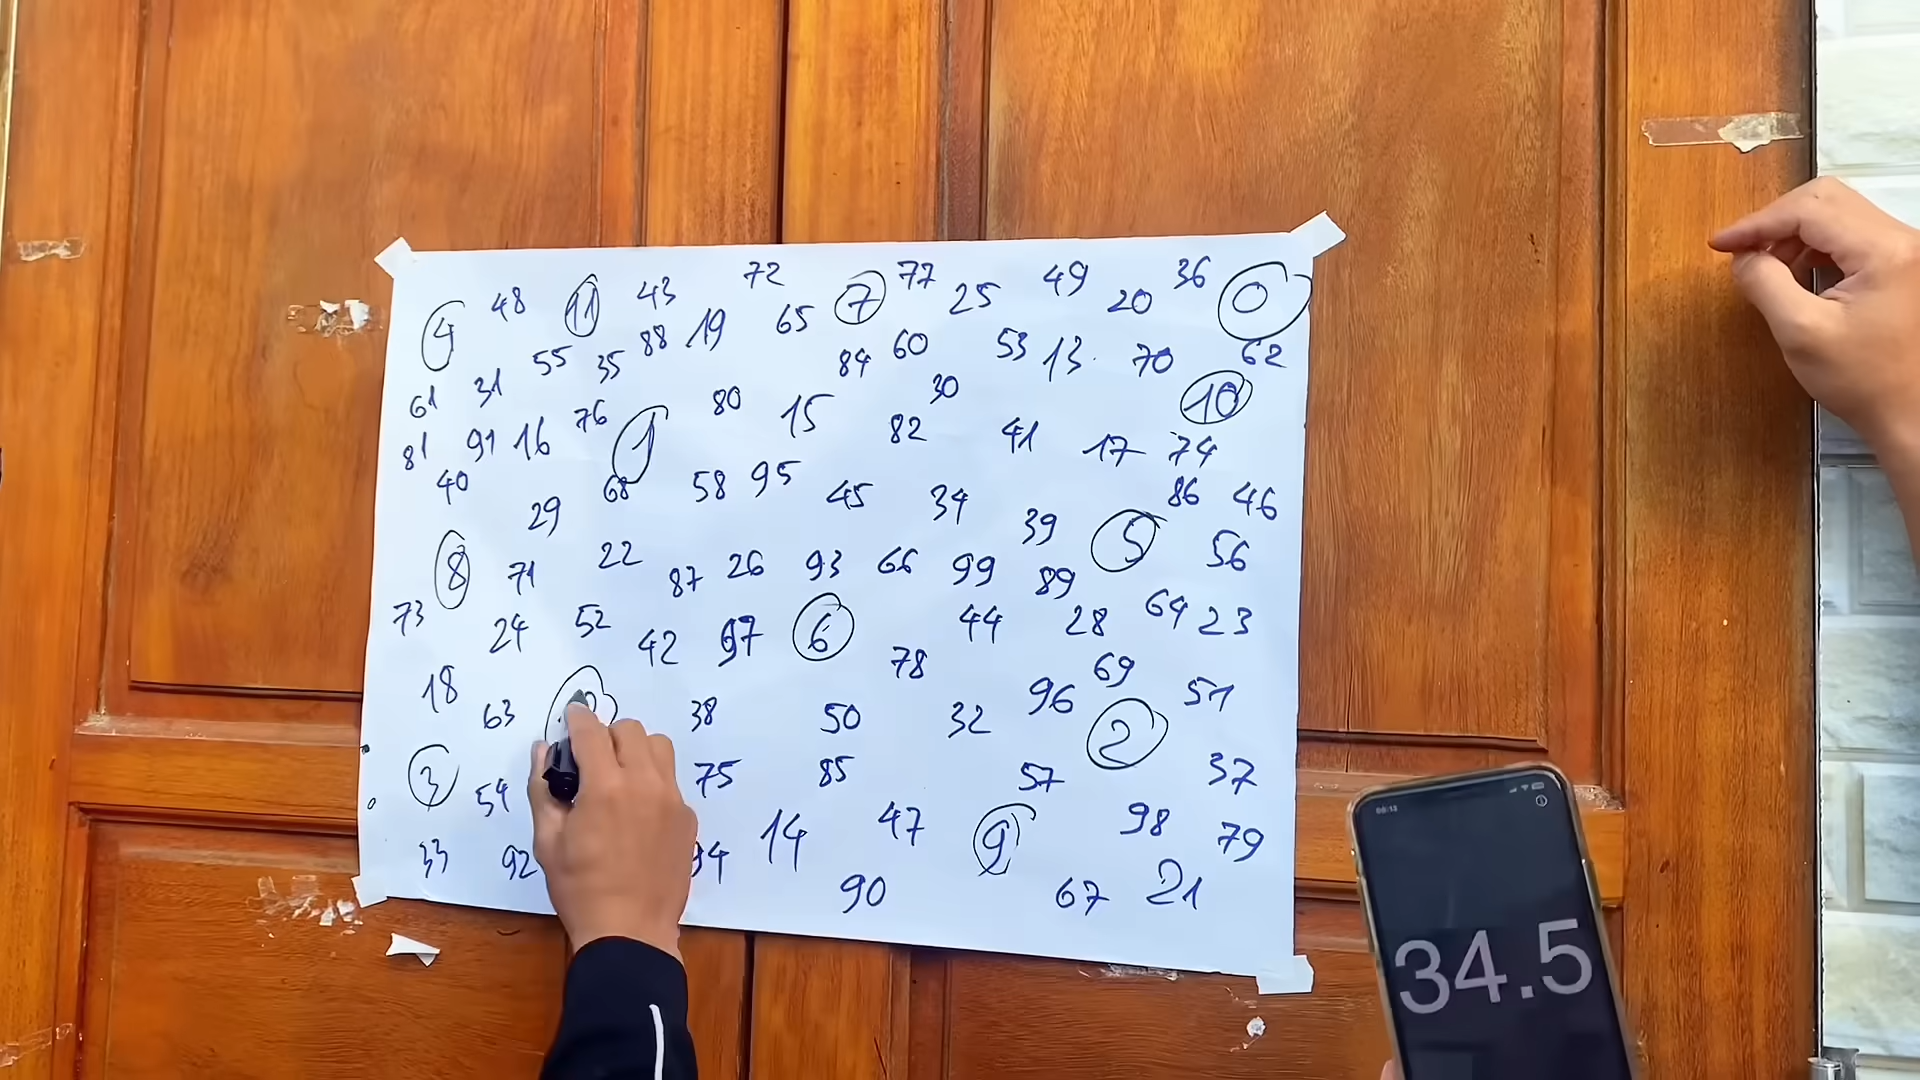 72 77 49 36
48 11 43 7 25 20 0
4 88 19 65
55 35 84 60 53 13 70 62
61 31 30 10
76 80 15
81 91 16 1 82 41 17 74
40 68 58 95 45 34 86 46
29 39 5 56
8 71 22 87 26 93 66 99 89
73 24 52 42 97 6 44 28 64 23
78 69
18 63 38 50 32 96 51
2
3 54 75 85 57 37
33 92 14 47 9 98 79
90 67 21
08:13
34.5